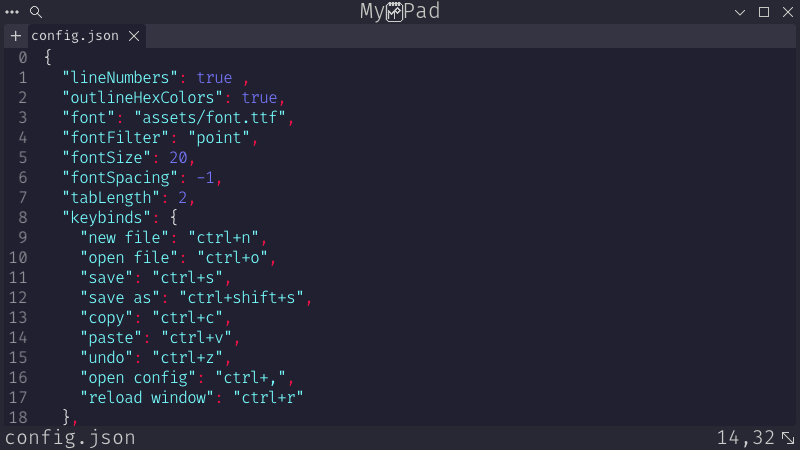 My Pad
config.json
0 {
1 "lineNumbers": true ,
2 "outlineHexColors": true,
3 "font": "assets/font.ttf",
4 "fontFilter": "point",
5 "fontSize": 20,
6 "fontSpacing": -1,
7 "tabLength": 2,
8 "keybinds": {
9 "new file": "ctrl+n",
10 "open file": "ctrl+o",
11 "save": "ctrl+s",
12 "save as": "ctrl+shift+s",
13 "copy": "ctrl+c",
14 "paste": "ctrl+v",
15 "undo": "ctrl+z",
16 "open config": "ctrl+,",
17 "reload window": "ctrl+r"
18 },
config.json 14,32